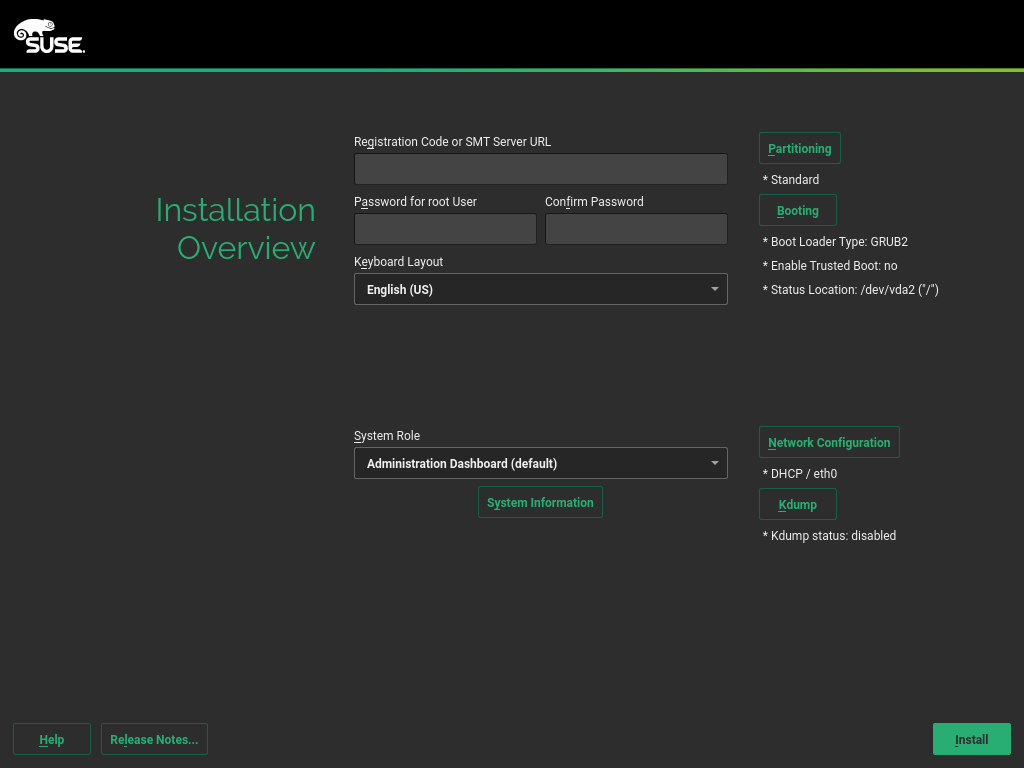 SUSE.
Installation
Overview
Registration Code or SMT Server URL
Password for root User
Confirm Password
Keyboard Layout
English (US)
System Role
Administration Dashboard (default)
System Information
Partitioning
* Standard
Booting
* Boot Loader Type: GRUB2
* Enable Trusted Boot: no
* Status Location: /dev/vda2 ("/")
Network Configuration
* DHCP / eth0
Kdump
* Kdump status: disabled
Help
Release Notes...
Install